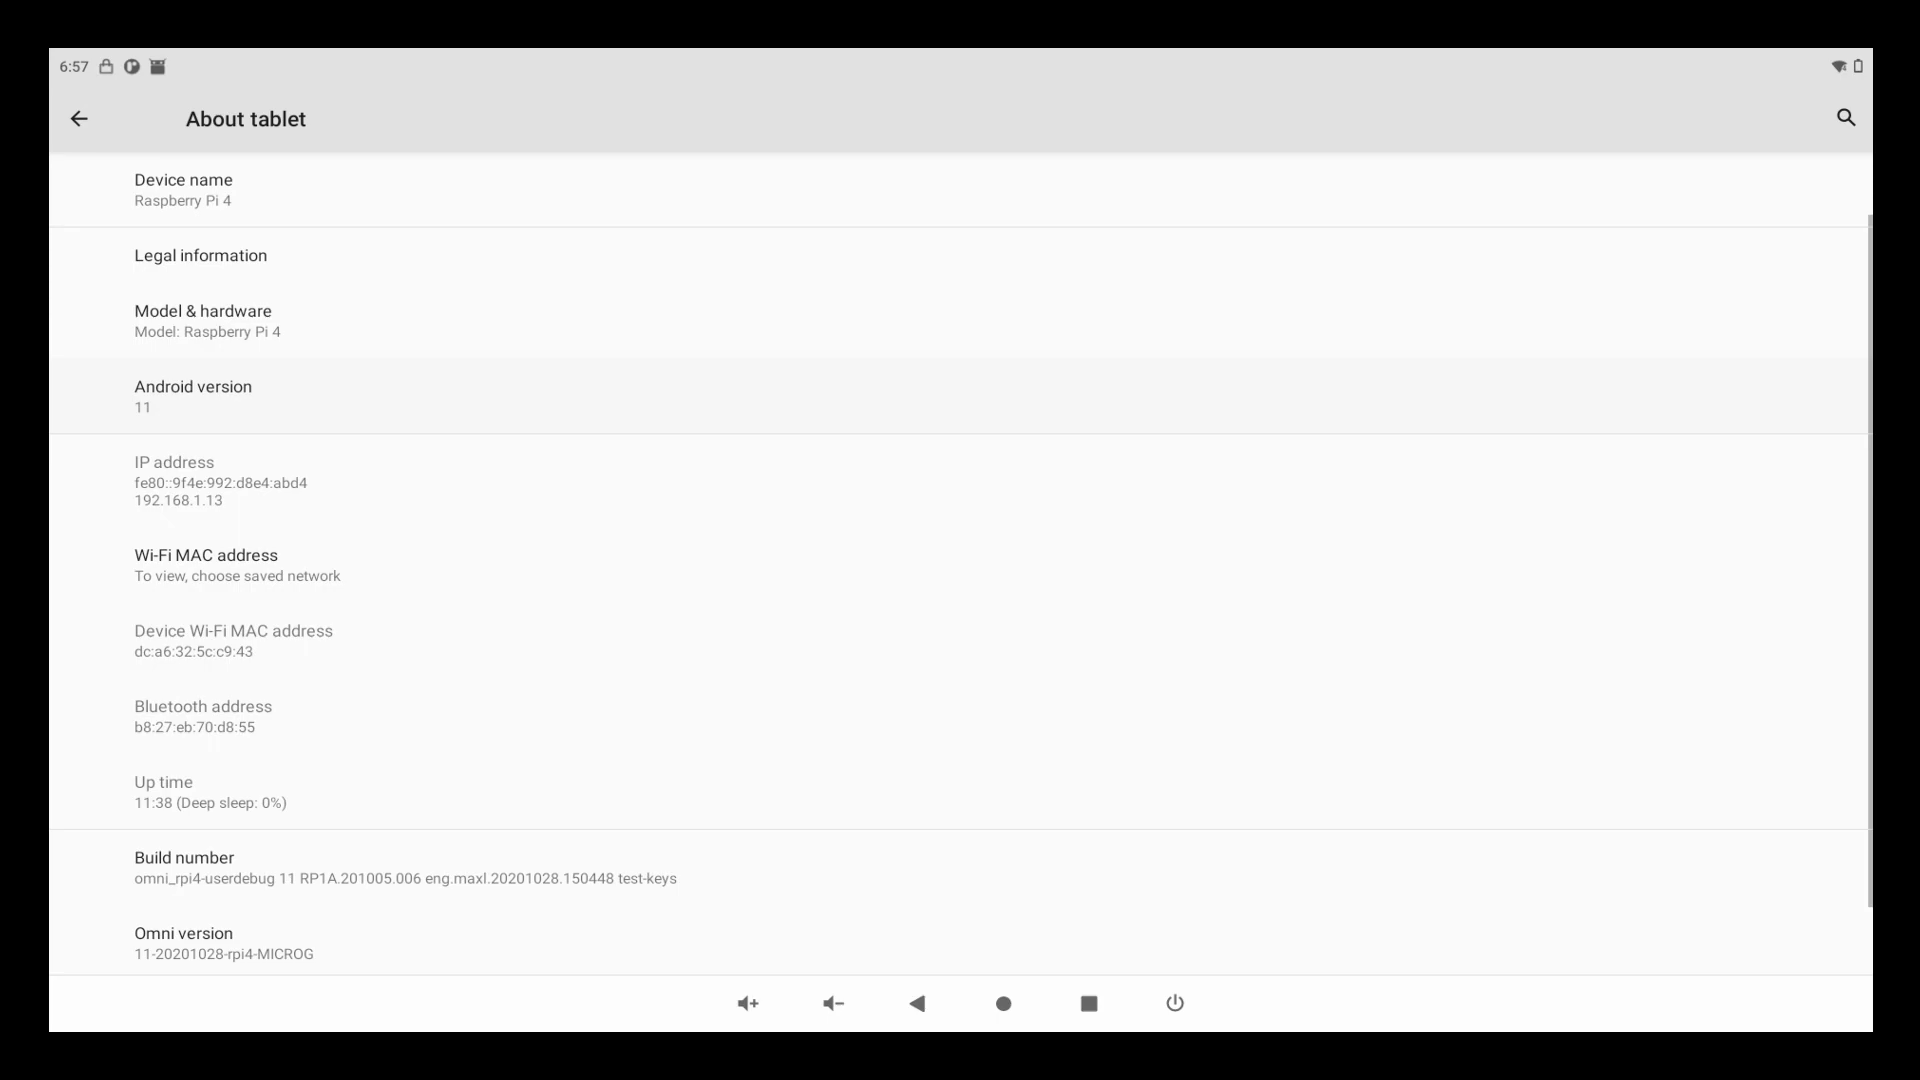 6:57
About tablet
Device name
Raspberry Pi 4
Legal information
Model & hardware
Model: Raspberry Pi 4
Android version
11
IP address
fe80::9f4e:992:d8e4:abd4
192.168.1.13
Wi-Fi MAC address
To view, choose saved network
Device Wi-Fi MAC address
dc:a6:32:5c:c9:43
Bluetooth address
b8:27:eb:70:d8:55
Up time
11:38 (Deep sleep: 0%)
Build number
omni_rpi4-userdebug 11 RP1A.201005.006 eng.maxl.20201028.150448 test-keys
Omni version
11-20201028-rpi4-MICROG